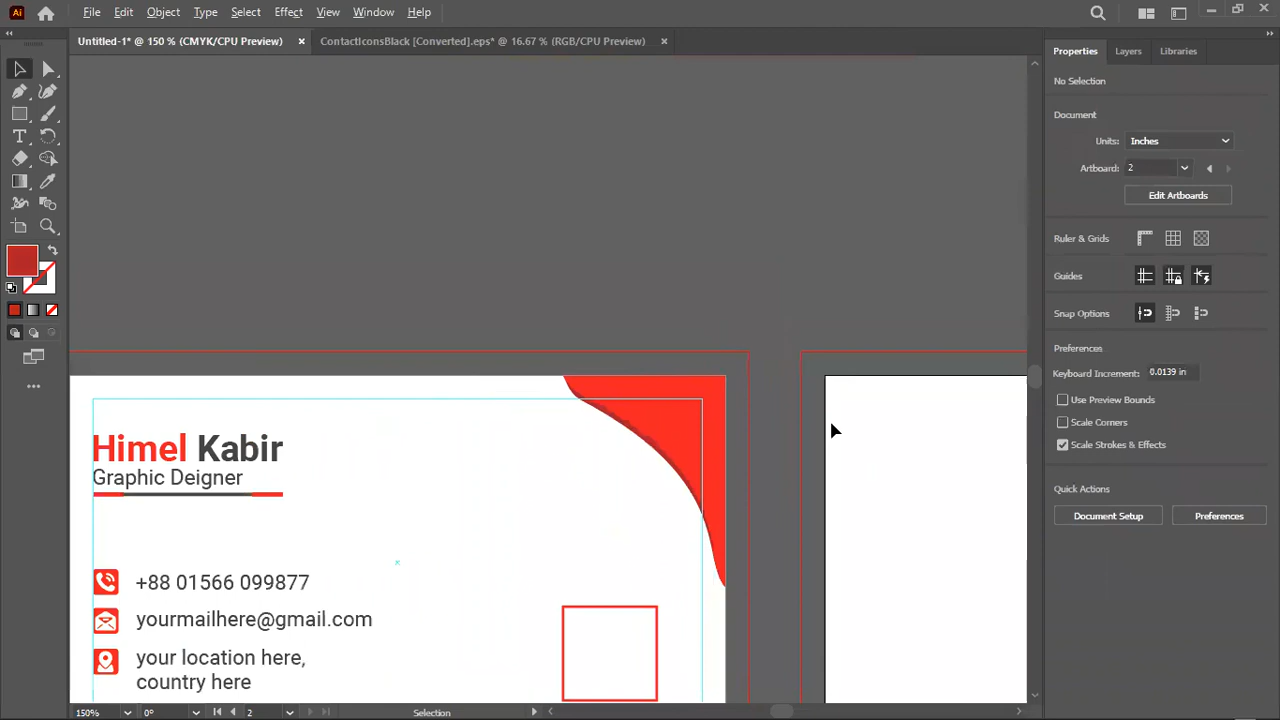 Ai File Edit Object Type Select Effect View Window Help
Untitled-1* @ 150 % (CMYK/CPU Preview) × ContactIconsBlack [Converted].eps* @ 16.67 % (RGB/CPU Preview) ×
Properties Layers Libraries
No Selection
Document
Units: Inches
Artboard: 2
Edit Artboards
Ruler & Grids
Guides
Snap Options
Preferences
Keyboard Increment: 0.0139 in
Use Preview Bounds
Scale Corners
Scale Strokes & Effects
Quick Actions
Document Setup Preferences
Himel Kabir
Graphic Deigner
+88 01566 099877
yourmailhere@gmail.com
your location here,
country here
150% 0° 2 Selection